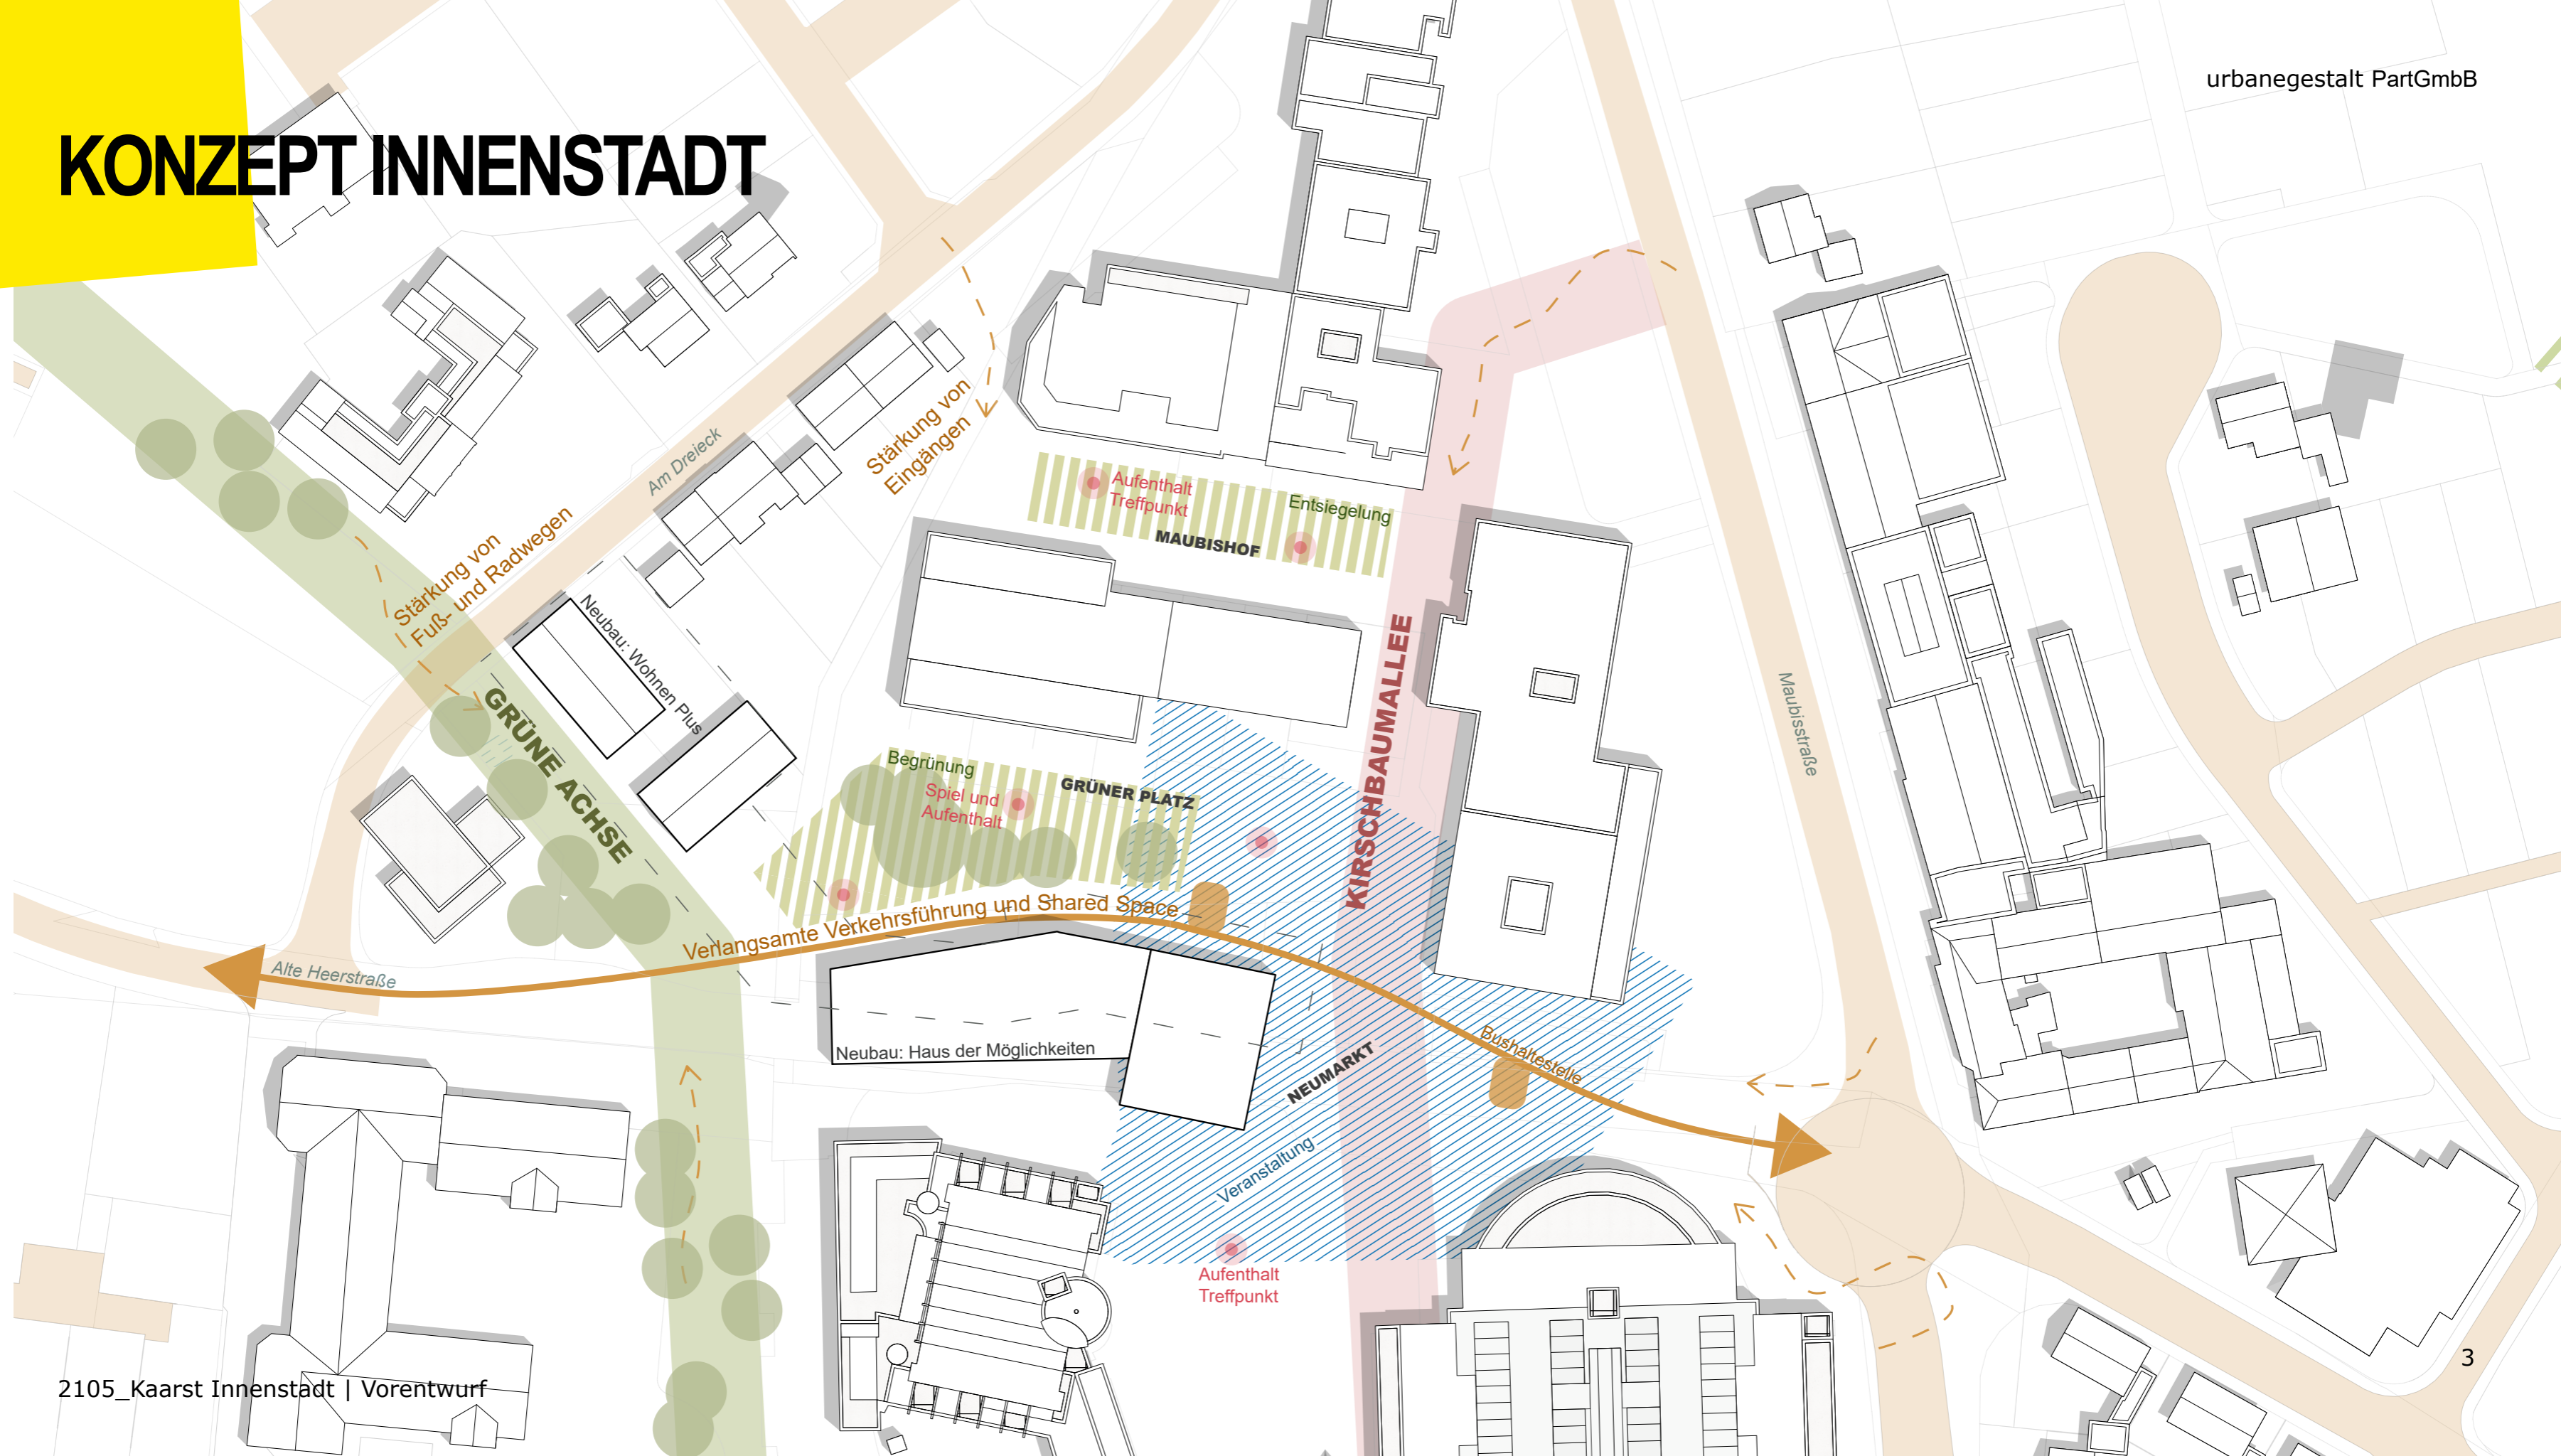 urbanegestalt PartGmbB
KONZEPT INNENSTADT
Am Dreieck
Stärkung von
Eingängen
Aufenthalt
Treffpunkt
Entsiegelung
MAUBISHOF
Stärkung von
Fuß- und Radwegen
Neubau: Wohnen Plus
GRÜNE ACHSE
KIRSCHBAUMALLEE
Maubisstraße
Begrünung
GRÜNER PLATZ
Spiel und
Aufenthalt
Verlangsamte Verkehrsführung und Shared Space
Alte Heerstraße
Neubau: Haus der Möglichkeiten
Bushaltestelle
NEUMARKT
Veranstaltung
Aufenthalt
Treffpunkt
3
2105_Kaarst Innenstadt | Vorentwurf